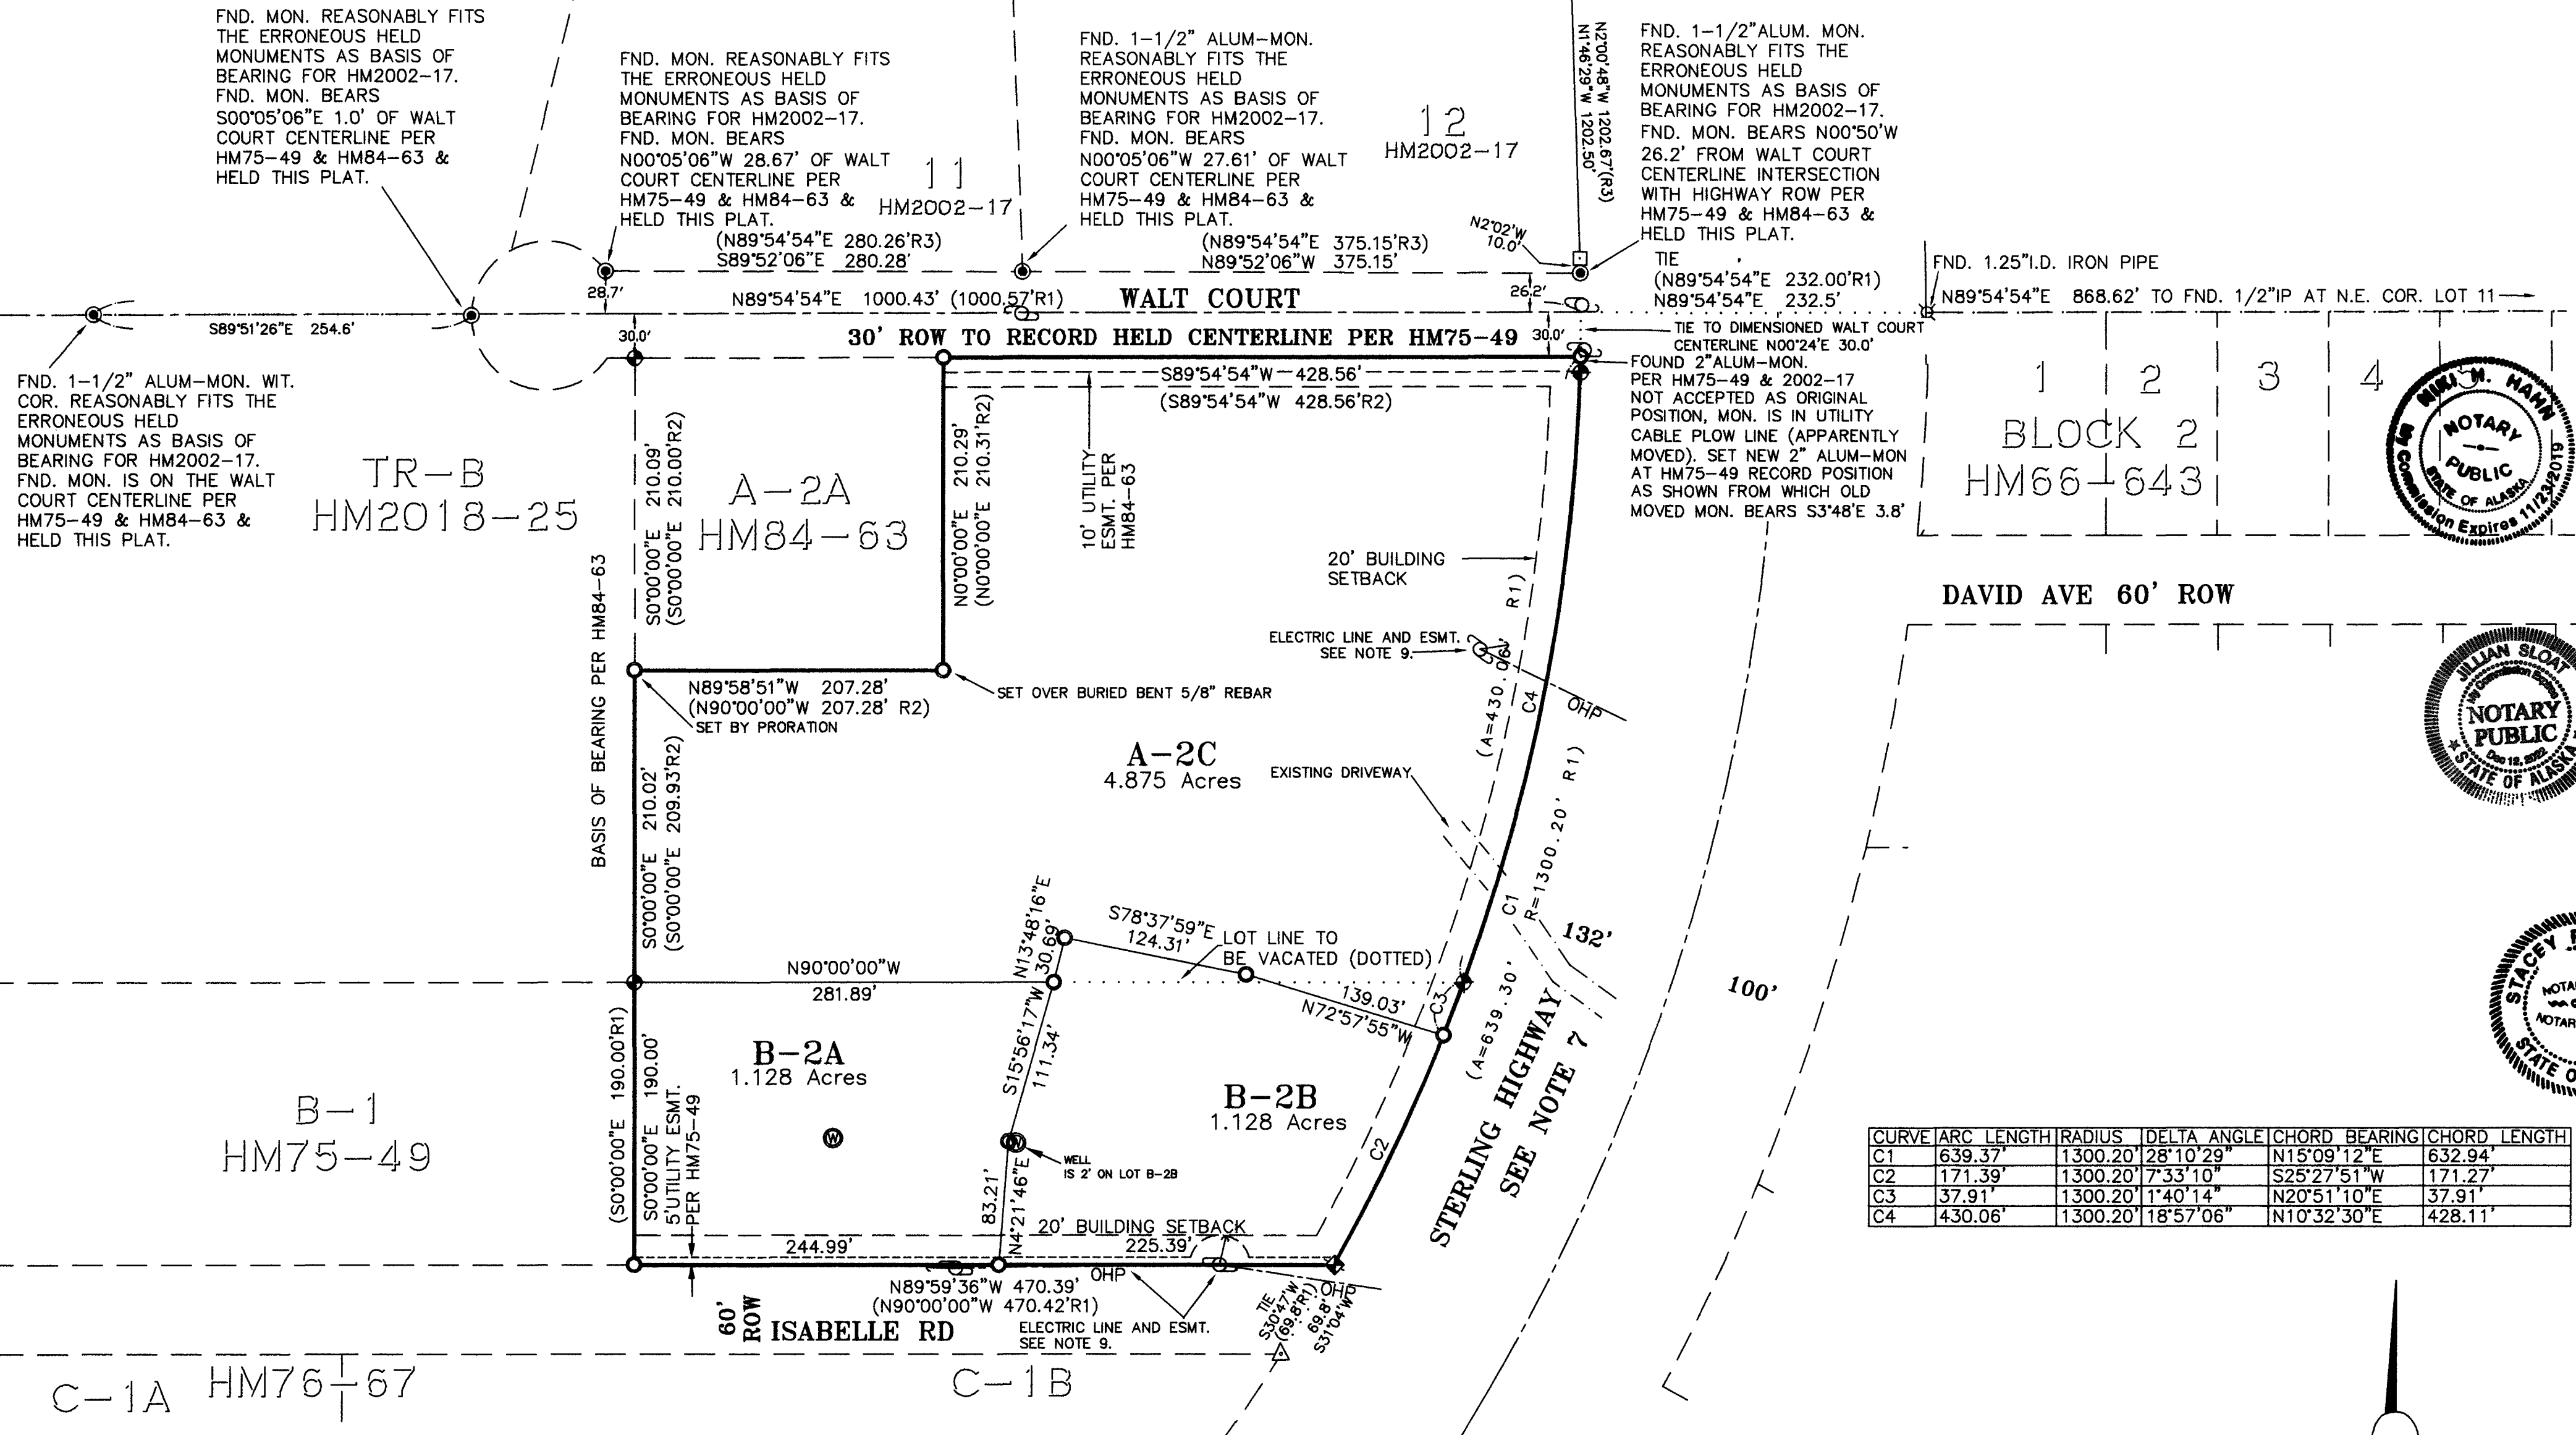 FND. MON. REASONABLY FITS
THE ERRONEOUS HELD
MONUMENTS AS BASIS OF
BEARING FOR HM2002-17.
FND. MON. BEARS
S00°05'06"E 1.0' OF WALT
COURT CENTERLINE PER
HM75-49 & HM84-63 &
HELD THIS PLAT.
FND. MON. REASONABLY FITS
THE ERRONEOUS HELD
MONUMENTS AS BASIS OF
BEARING FOR HM2002-17.
FND. MON. BEARS
N00°05'06"W 28.67' OF WALT
COURT CENTERLINE PER
HM75-49 & HM84-63 &
HELD THIS PLAT.
11
HM2002-17
FND. 1-1/2" ALUM-MON.
REASONABLY FITS THE
ERRONEOUS HELD
MONUMENTS AS BASIS OF
BEARING FOR HM2002-17.
FND. MON. BEARS
N00°05'06"W 27.61' OF WALT
COURT CENTERLINE PER
HM75-49 & HM84-63 &
HELD THIS PLAT.
12
HM2002-17
N2°00'48"W 1202.67'(R3)
N1°46'29"W 1202.50'
FND. 1-1/2"ALUM. MON.
REASONABLY FITS THE
ERRONEOUS HELD
MONUMENTS AS BASIS OF
BEARING FOR HM2002-17.
FND. MON. BEARS N00°50'W
26.2' FROM WALT COURT
CENTERLINE INTERSECTION
WITH HIGHWAY ROW PER
HM75-49 & HM84-63 &
HELD THIS PLAT.
(N89°54'54"E 280.26'R3)
S89°52'06"E 280.28'
(N89°54'54"E 375.15'R3)
N89°52'06"W 375.15'
N2°02'W
10.0'
TIE
(N89°54'54"E 232.00'R1)
N89°54'54"E 232.5'
FND. 1.25"I.D. IRON PIPE
N89°54'54"E 868.62' TO FND. 1/2"IP AT N.E. COR. LOT 11
28.7'
N89°54'54"E 1000.43' (1000.57'R1)
WALT COURT
26.2'
S89°51'26"E 254.6'
30.0'
30' ROW TO RECORD HELD CENTERLINE PER HM75-49
30.0'
TIE TO DIMENSIONED WALT COURT
CENTERLINE N00°24'E 30.0'
FOUND 2"ALUM-MON.
PER HM75-49 & 2002-17
NOT ACCEPTED AS ORIGINAL
POSITION, MON. IS IN UTILITY
CABLE PLOW LINE (APPARENTLY
MOVED). SET NEW 2" ALUM-MON
AT HM75-49 RECORD POSITION
AS SHOWN FROM WHICH OLD
MOVED MON. BEARS S3°48'E 3.8'
FND. 1-1/2" ALUM-MON. WIT.
COR. REASONABLY FITS THE
ERRONEOUS HELD
MONUMENTS AS BASIS OF
BEARING FOR HM2002-17.
FND. MON. IS ON THE WALT
COURT CENTERLINE PER
HM75-49 & HM84-63 &
HELD THIS PLAT.
S89°54'54"W 428.56'
(S89°54'54"W 428.56'R2)
1 2 3 4
BLOCK 2
HM66-643
NIKI M. HAHN
NOTARY
PUBLIC
STATE OF ALASKA
My Commission Expires 11/23/2019
TR-B
HM2018-25
S0°00'00"E 210.09'
(S0°00'00"E 210.00'R2)
A-2A
HM84-63
N0°00'00"E 210.29'
(N0°00'00"E 210.31'R2)
10' UTILITY
ESMT. PER
HM84-63
20' BUILDING
SETBACK
DAVID AVE 60' ROW
BASIS OF BEARING PER HM84-63
ELECTRIC LINE AND ESMT.
SEE NOTE 9.
(A=430.06' R1)
C4
OHP
N89°58'51"W 207.28'
(N90°00'00"W 207.28' R2)
SET BY PRORATION
SET OVER BURIED BENT 5/8" REBAR
JILLIAN SLOAT
My Commission Expires
NOTARY
PUBLIC
Dec 12, 2022
STATE OF ALASKA
A-2C
4.875 Acres
EXISTING DRIVEWAY
S0°00'00"E 210.02'
(S0°00'00"E 209.93'R2)
C1
R=1300.20' R1)
132'
N13°48'16"E
30.69'
S78°37'59"E
124.31'
LOT LINE TO
BE VACATED (DOTTED)
N90°00'00"W
281.89'
139.03'
N72°57'55"W
C3
(A=639.30'
100'
STACEY
STATE O
(S0°00'00"E 190.00'R1)
S0°00'00"E 190.00'
5'UTILITY ESMT.
PER HM75-49
B-2A
1.128 Acres
S15°56'17"W
111.34'
B-2B
1.128 Acres
B-1
HM75-49
W
W
WELL
IS 2' ON LOT B-2B
C2
STERLING HIGHWAY
SEE NOTE 7
CURVE ARC LENGTH RADIUS DELTA ANGLE CHORD BEARING CHORD LENGTH
C1 639.37' 1300.20' 28°10'29" N15°09'12"E 632.94'
C2 171.39' 1300.20' 7°33'10" S25°27'51"W 171.27'
C3 37.91' 1300.20' 1°40'14" N20°51'10"E 37.91'
C4 430.06' 1300.20' 18°57'06" N10°32'30"E 428.11'
83.21'
N4°21'46"E
20' BUILDING SETBACK
244.99'
225.39'
N89°59'36"W 470.39'
(N90°00'00"W 470.42'R1)
OHP
OHP
60'
ROW
ISABELLE RD
ELECTRIC LINE AND ESMT.
SEE NOTE 9.
TIE
S30°47'W
(69.8'R1)
69.8'
S31°04'W
C-1A
HM76-67
C-1B